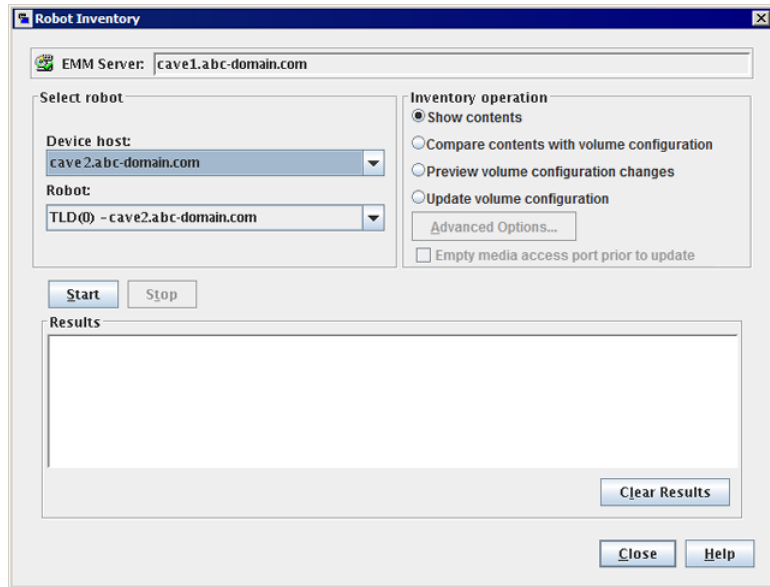 Robot Inventory
EMM Server: cave1.abc-domain.com
Select robot
Device host:
cave2.abc-domain.com
Robot:
TLD(0) - cave2.abc-domain.com
Inventory operation
Show contents
Compare contents with volume configuration
Preview volume configuration changes
Update volume configuration
Advanced Options...
Empty media access port prior to update
Start Stop
Results
Clear Results
Close Help